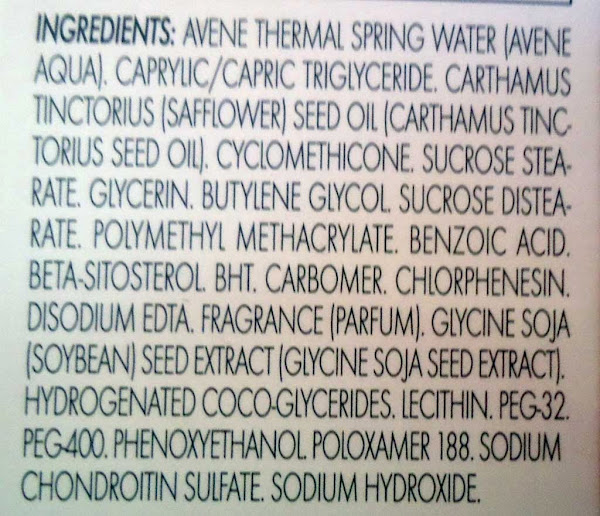 INGREDIENTS: AVENE THERMAL SPRING WATER (AVENE
AQUA). CAPRYLIC/CAPRIC TRIGLYCERIDE. CARTHAMUS
TINCTORIUS (SAFFLOWER) SEED OIL (CARTHAMUS TINC-
TORIUS SEED OIL). CYCLOMETHICONE. SUCROSE STEA-
RATE. GLYCERIN. BUTYLENE GLYCOL. SUCROSE DISTEA-
RATE. POLYMETHYL METHACRYLATE. BENZOIC ACID.
BETA-SITOSTEROL. BHT. CARBOMER. CHLORPHENESIN.
DISODIUM EDTA. FRAGRANCE (PARFUM). GLYCINE SOJA
(SOYBEAN) SEED EXTRACT (GLYCINE SOJA SEED EXTRACT).
HYDROGENATED COCO-GLYCERIDES. LECITHIN. PEG-32.
PEG-400. PHENOXYETHANOL. POLOXAMER 188. SODIUM
CHONDROITIN SULFATE. SODIUM HYDROXIDE.